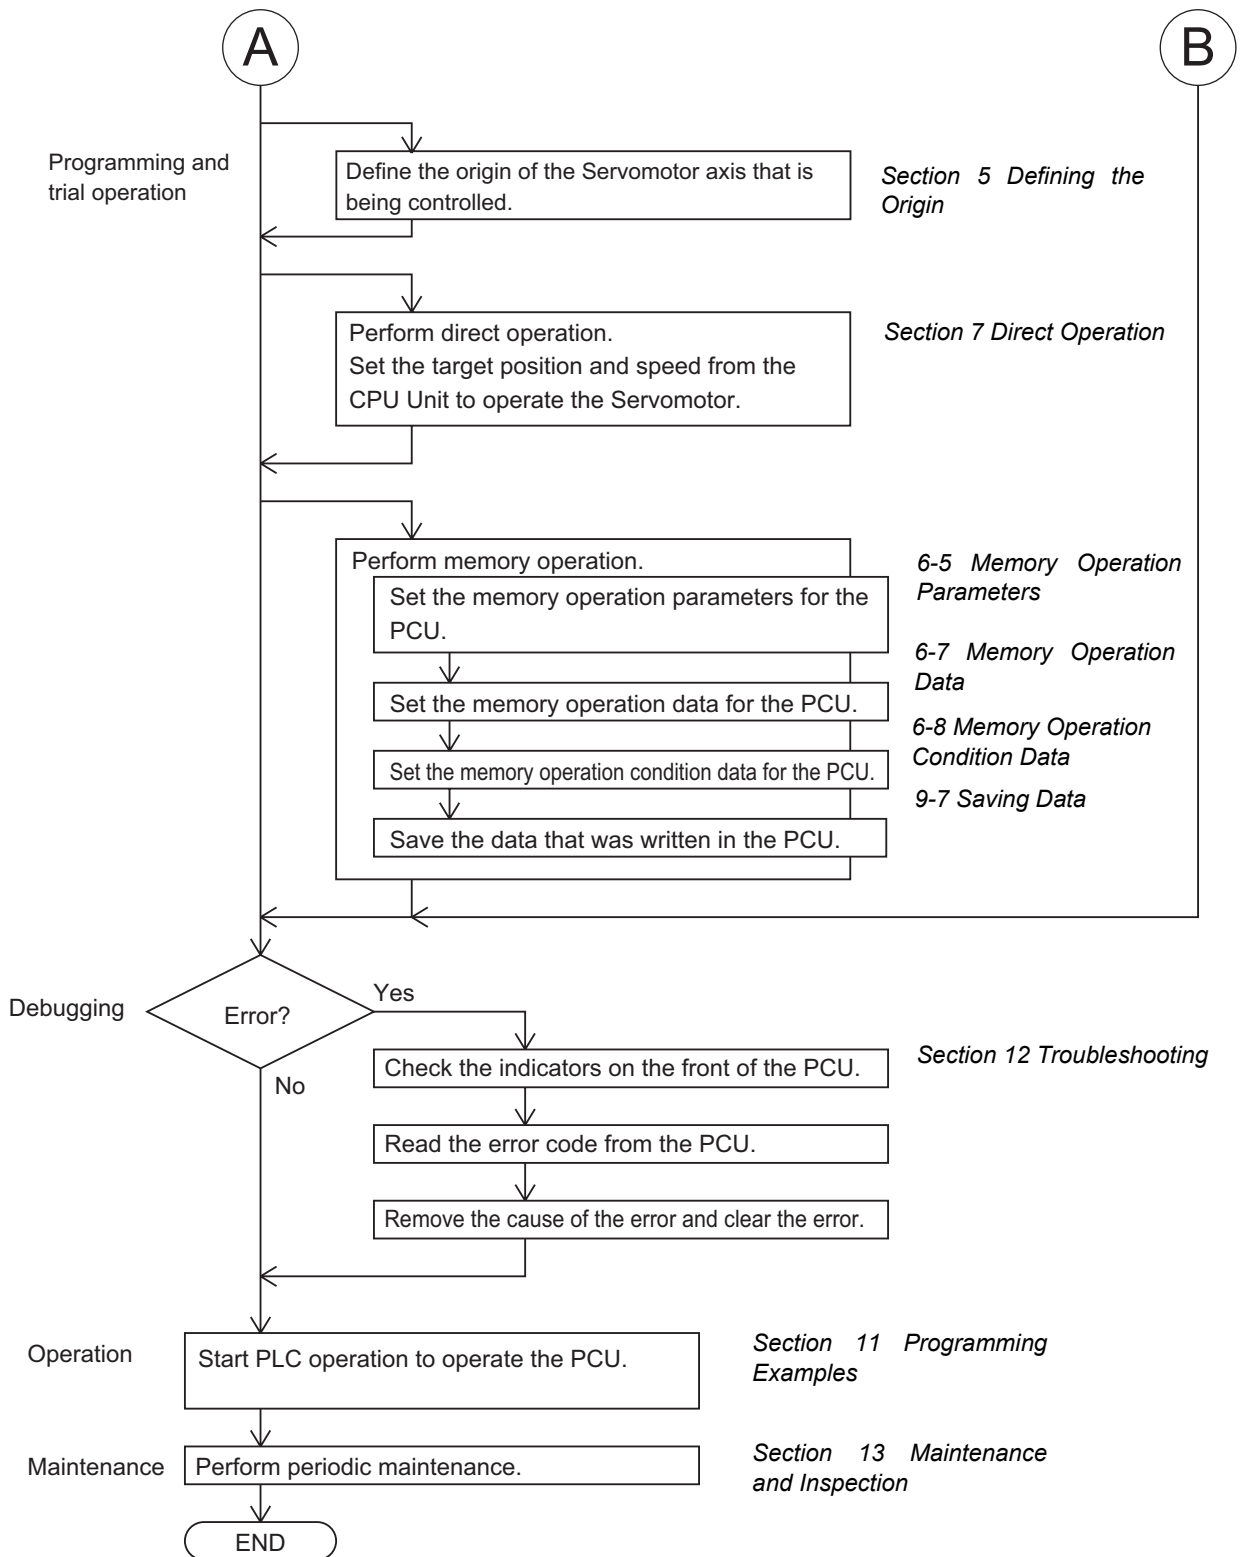 A
B
Programming and
trial operation
Define the origin of the Servomotor axis that is
being controlled.
Section 5 Defining the
Origin
Perform direct operation.
Set the target position and speed from the
CPU Unit to operate the Servomotor.
Section 7 Direct Operation
Perform memory operation.
Set the memory operation parameters for the
PCU.
6-5 Memory Operation
Parameters
Set the memory operation data for the PCU.
6-7 Memory Operation
Data
Set the memory operation condition data for the PCU.
6-8 Memory Operation
Condition Data
Save the data that was written in the PCU.
9-7 Saving Data
Debugging
Error?
Yes
No
Check the indicators on the front of the PCU.
Section 12 Troubleshooting
Read the error code from the PCU.
Remove the cause of the error and clear the error.
Operation
Start PLC operation to operate the PCU.
Section 11 Programming
Examples
Maintenance
Perform periodic maintenance.
Section 13 Maintenance
and Inspection
END